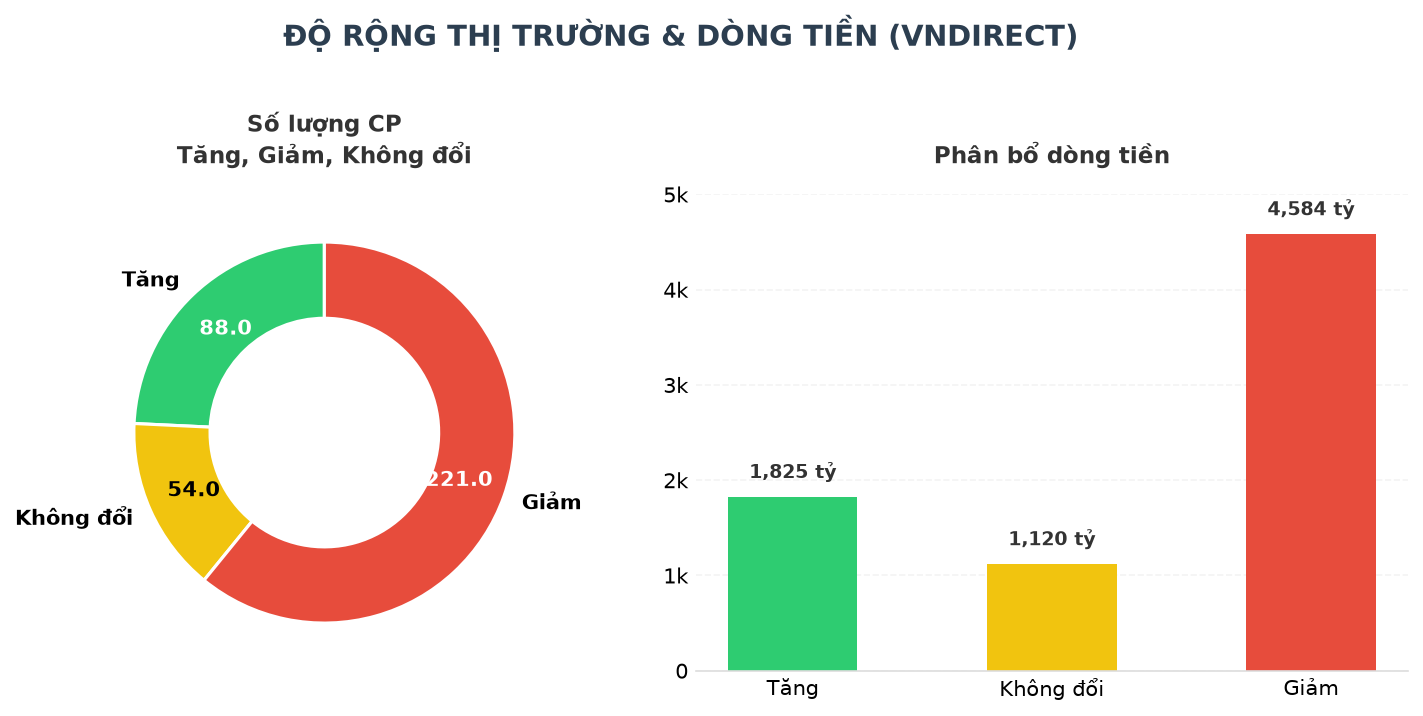 ĐỘ RỘNG THỊ TRƯỜNG & DÒNG TIỀN (VNDIRECT)
Số lượng CP
Tăng, Giảm, Không đổi
Tăng
88.0
54.0
Không đổi
221.0
Giảm
Phân bổ dòng tiền
5k
4k
3k
2k
1k
0
1,825 tỷ
1,120 tỷ
4,584 tỷ
Tăng
Không đổi
Giảm